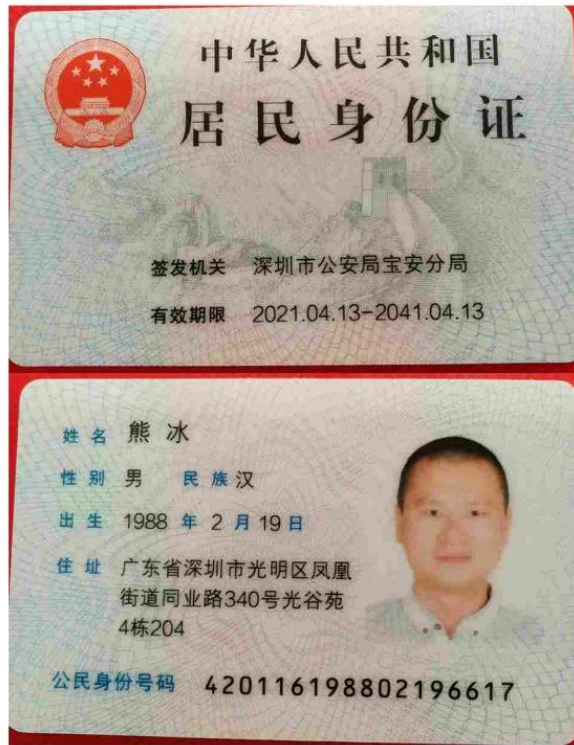 中华人民共和国
居民身份证
签发机关 深圳市公安局宝安分局
有效期限 2021.04.13-2041.04.13
姓名 熊冰
性别 男 民族 汉
出生 1988 年 2 月 19 日
住址 广东省深圳市光明区凤凰
街道同业路340号光谷苑
4栋204
公民身份号码 420116198802196617